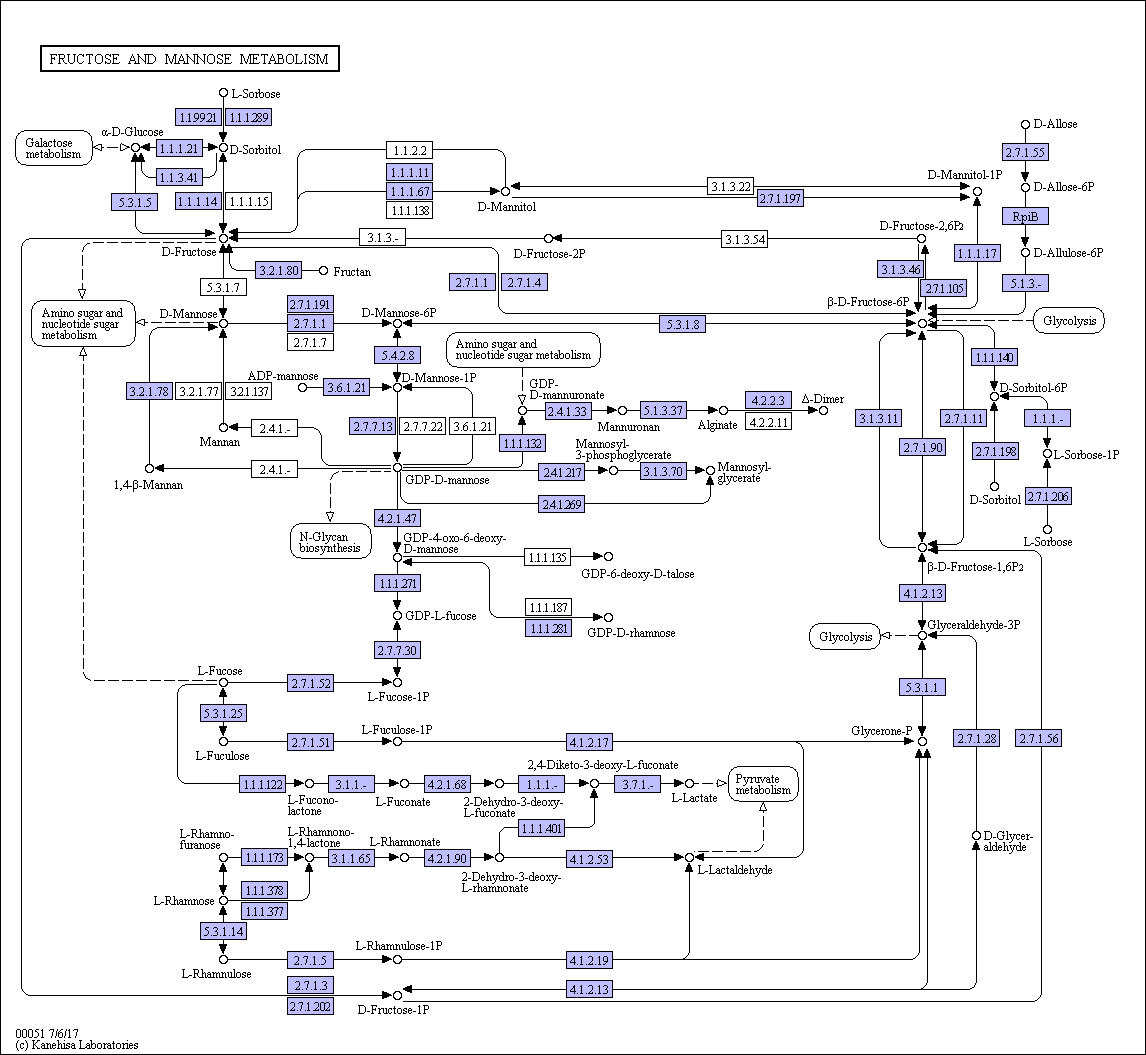 FRUCTOSE AND MANNOSE METABOLISM
L-Sorbose
1.1.99.21
1.1.1.289
α-D-Glucose
Galactose
metabolism
1.1.1.21
D-Sorbitol
1.1.3.41
5.3.1.5
1.1.1.14
1.1.1.15
1.1.2.2
1.1.1.11
1.1.1.67
1.1.1.138
D-Mannitol
3.1.3.22
2.7.1.197
D-Mannitol-1P
D-Allose
2.7.1.55
D-Allose-6P
RpiB
D-Allulose-6P
5.1.3.-
D-Fructose
3.1.3.-
D-Fructose-2P
3.1.3.54
D-Fructose-2,6P2
1.1.1.17
3.2.1.80
Fructan
5.3.1.7
2.7.1.1
2.7.1.4
3.1.3.46
2.7.1.105
β-D-Fructose-6P
Glycolysis
Amino sugar and
nucleotide sugar
metabolism
D-Mannose
2.7.1.191
2.7.1.1
2.7.1.7
D-Mannose-6P
5.3.1.8
5.4.2.8
Amino sugar and
nucleotide sugar metabolism
1.1.1.140
ADP-mannose
3.6.1.21
D-Mannose-1P
GDP-
D-mannuronate
D-Sorbitol-6P
3.2.1.78
3.2.1.77
3.2.1.137
2.4.1.33
Mannuronan
5.1.3.37
Alginate
4.2.2.3
4.2.2.11
Δ-Dimer
3.1.3.11
2.7.1.11
1.1.1.-
Mannan
2.4.1.-
2.7.7.13
2.7.7.22
3.6.1.21
1.1.1.132
2.7.1.90
2.7.1.198
L-Sorbose-1P
1,4-β-Mannan
2.4.1.-
GDP-D-mannose
Mannosyl-
3-phosphoglycerate
2.4.1.217
3.1.3.70
Mannosyl-
glycerate
2.4.1.269
D-Sorbitol
2.7.1.206
L-Sorbose
N-Glycan
biosynthesis
4.2.1.47
GDP-4-oxo-6-deoxy-
D-mannose
1.1.1.135
GDP-6-deoxy-D-talose
β-D-Fructose-1,6P2
1.1.1.271
4.1.2.13
GDP-L-fucose
1.1.1.187
1.1.1.281
GDP-D-rhamnose
Glycolysis
Glyceraldehyde-3P
2.7.7.30
L-Fucose
2.7.1.52
L-Fucose-1P
5.3.1.1
5.3.1.25
L-Fuculose
2.7.1.51
L-Fuculose-1P
4.1.2.17
Glycerone-P
2.7.1.28
2.7.1.56
1.1.1.122
L-Fucono-
lactone
3.1.1.-
L-Fuconate
4.2.1.68
2-Dehydro-3-deoxy-
L-fuconate
1.1.1.-
2,4-Diketo-3-deoxy-L-fuconate
3.7.1.-
L-Lactate
Pyruvate
metabolism
1.1.1.401
L-Rhamno-
furanose
1.1.1.173
L-Rhamnono-
1,4-lactone
3.1.1.65
L-Rhamnonate
4.2.1.90
2-Dehydro-3-deoxy-
L-rhamnonate
4.1.2.53
L-Lactaldehyde
D-Glycer-
aldehyde
L-Rhamnose
1.1.1.378
1.1.1.377
5.3.1.14
L-Rhamnulose
2.7.1.5
L-Rhamnulose-1P
4.1.2.19
2.7.1.3
2.7.1.202
D-Fructose-1P
4.1.2.13
00051 7/6/17
(c) Kanehisa Laboratories